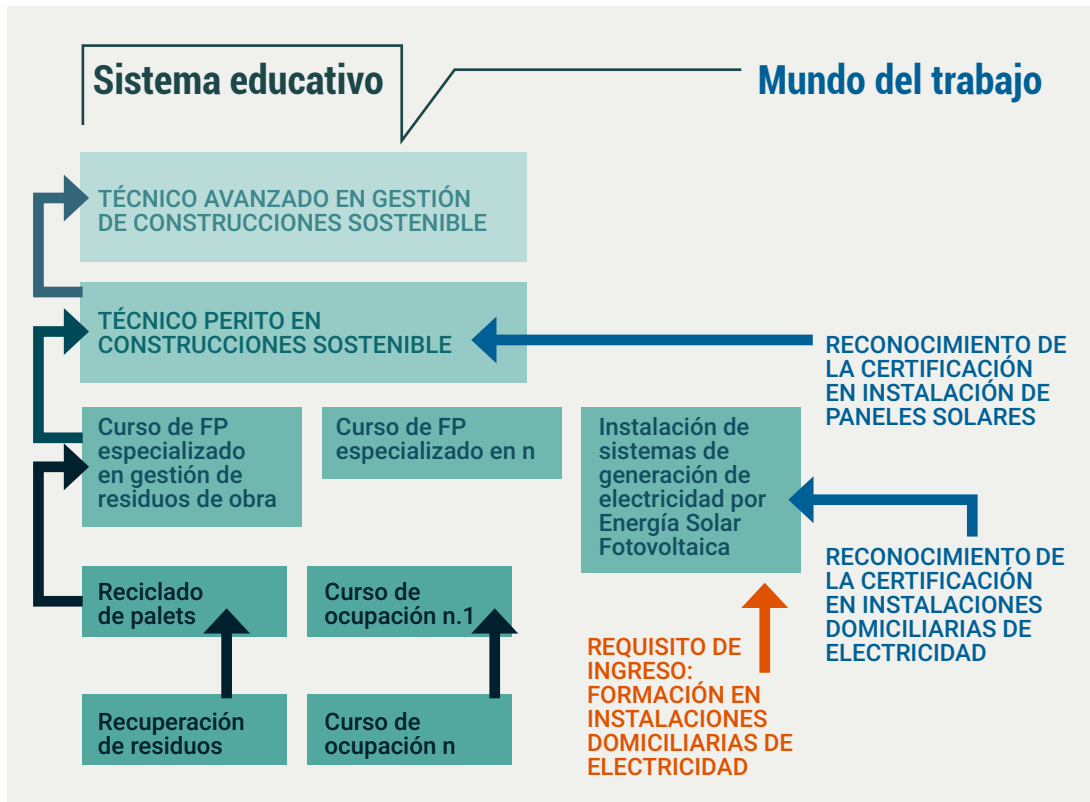 Sistema educativo
Mundo del trabajo
TÉCNICO AVANZADO EN GESTIÓN
DE CONSTRUCCIONES SOSTENIBLE
TÉCNICO PERITO EN
CONSTRUCCIONES SOSTENIBLE
RECONOCIMIENTO DE
LA CERTIFICACIÓN
EN INSTALACIÓN DE
PANELES SOLARES
Curso de FP
especializado
en gestión de
residuos de obra
Curso de FP
especializado en n
Instalación de
sistemas de
generación de
electricidad por
Energía Solar
Fotovoltaica
RECONOCIMIENTO DE
LA CERTIFICACIÓN
EN INSTALACIONES
DOMICILIARIAS DE
ELECTRICIDAD
Reciclado
de palets
Curso de
ocupación n.1
REQUISITO DE
INGRESO:
FORMACIÓN EN
INSTALACIONES
DOMICILIARIAS DE
ELECTRICIDAD
Recuperación
de residuos
Curso de
ocupación n